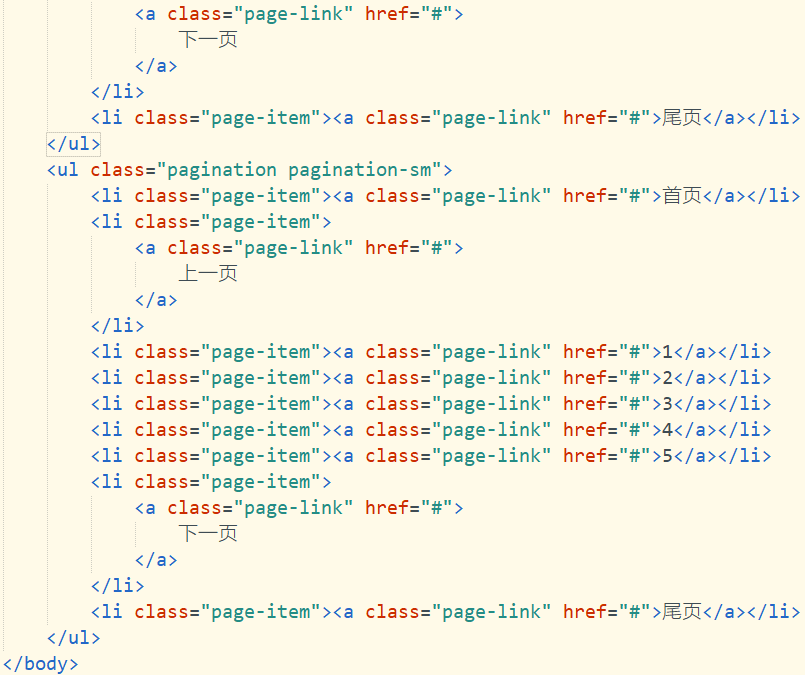 <a class="page-link" href="#">
下一页
</a>
</li>
<li class="page-item"><a class="page-link" href="#">尾页</a></li>
</ul>
<ul class="pagination pagination-sm">
<li class="page-item"><a class="page-link" href="#">首页</a></li>
<li class="page-item">
<a class="page-link" href="#">
上一页
</a>
</li>
<li class="page-item"><a class="page-link" href="#">1</a></li>
<li class="page-item"><a class="page-link" href="#">2</a></li>
<li class="page-item"><a class="page-link" href="#">3</a></li>
<li class="page-item"><a class="page-link" href="#">4</a></li>
<li class="page-item"><a class="page-link" href="#">5</a></li>
<li class="page-item">
<a class="page-link" href="#">
下一页
</a>
</li>
<li class="page-item"><a class="page-link" href="#">尾页</a></li>
</ul>
</body>